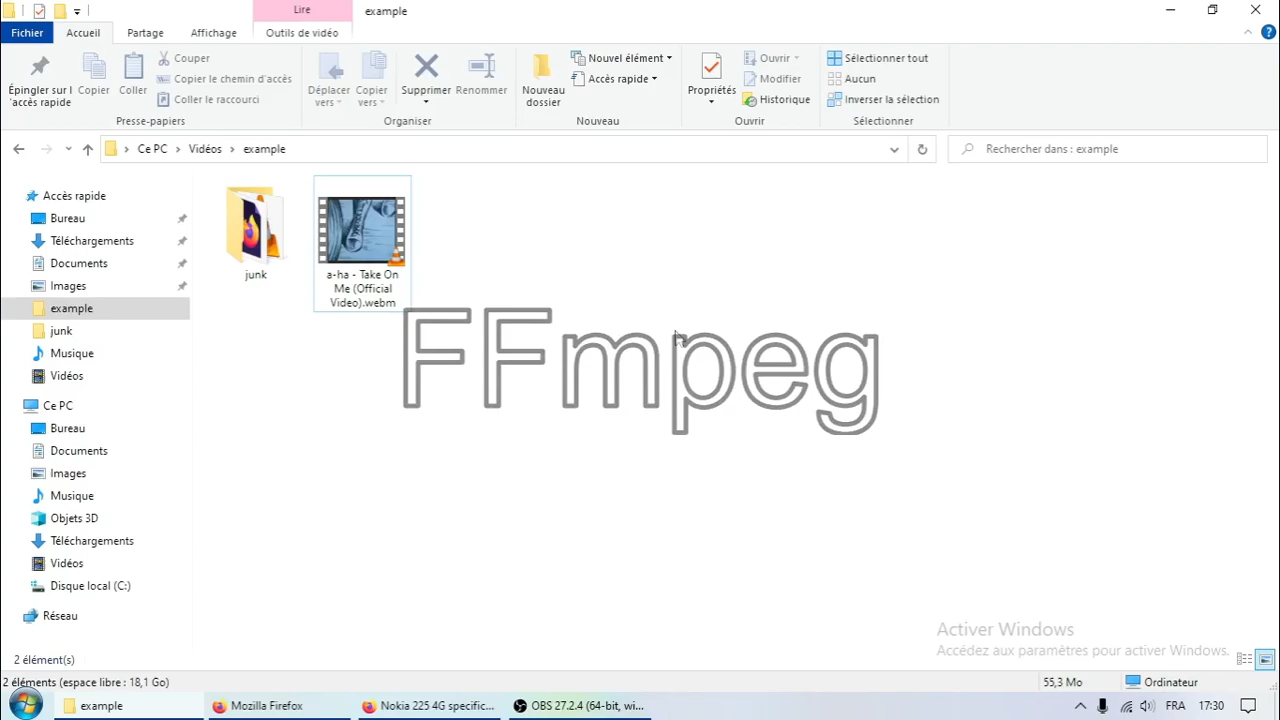 Lire
example
Fichier
Accueil
Partage
Affichage
Outils de vidéo
Épingler sur l'accès rapide
Copier
Coller
Couper
Copier le chemin d'accès
Coller le raccourci
Presse-papiers
Déplacer vers
Copier vers
Supprimer
Renommer
Organiser
Nouveau dossier
Nouvel élément
Accès rapide
Nouveau
Propriétés
Ouvrir
Modifier
Historique
Ouvrir
Sélectionner tout
Aucun
Inverser la sélection
Sélectionner
Ce PC > Vidéos > example
Rechercher dans : example
Accès rapide
Bureau
Téléchargements
Documents
Images
example
junk
Musique
Vidéos
Ce PC
Bureau
Documents
Images
Musique
Objets 3D
Téléchargements
Vidéos
Disque local (C:)
Réseau
junk
a-ha - Take On
Me (Official
Video).webm
FFmpeg
Activer Windows
Accédez aux paramètres pour activer Windows.
2 élément(s)
2 éléments (espace libre : 18,1 Go)
55,3 Mo
Ordinateur
example
Mozilla Firefox
Nokia 225 4G specific...
OBS 27.2.4 (64-bit, wi...
FRA
17:30